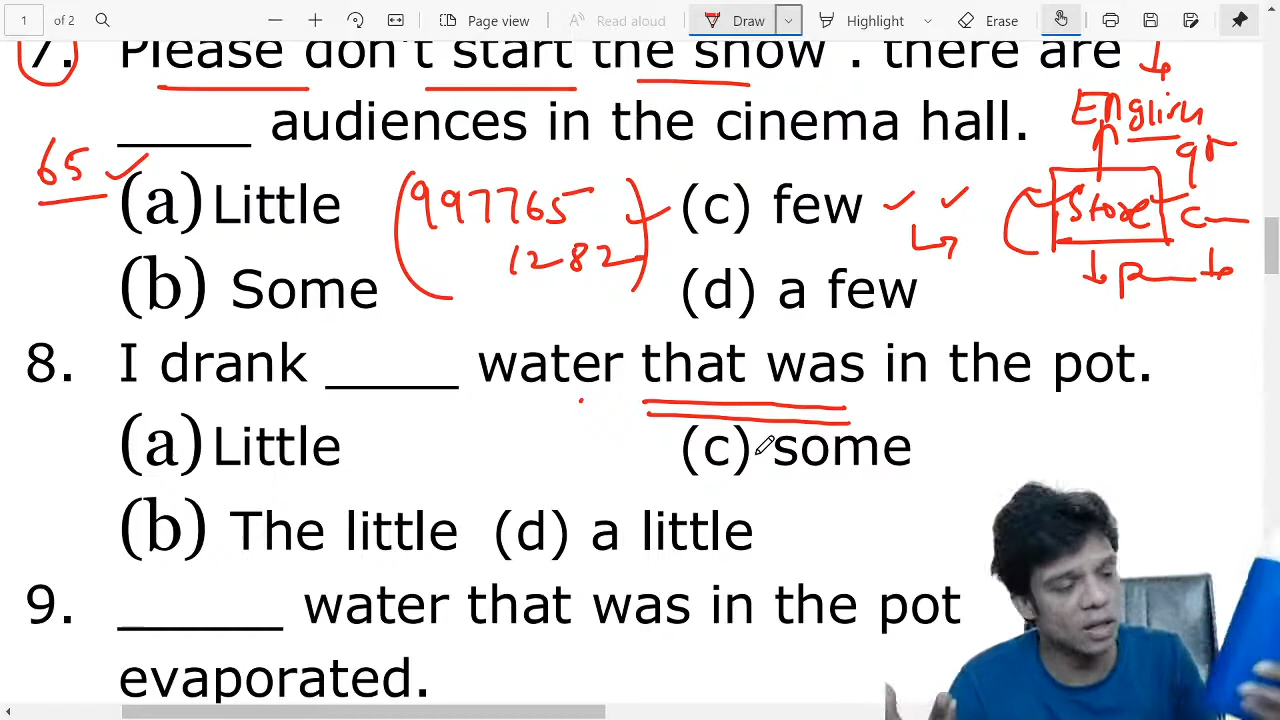 1 of 2 Page view Read aloud Draw Highlight Erase
7. Please don't start the show . there are
____ audiences in the cinema hall.
English
65
(a) Little 997765 (c) few Store
1282
(b) Some (d) a few
8. I drank ____ water that was in the pot.
(a) Little (c) some
(b) The little (d) a little
9. _____ water that was in the pot
evaporated.